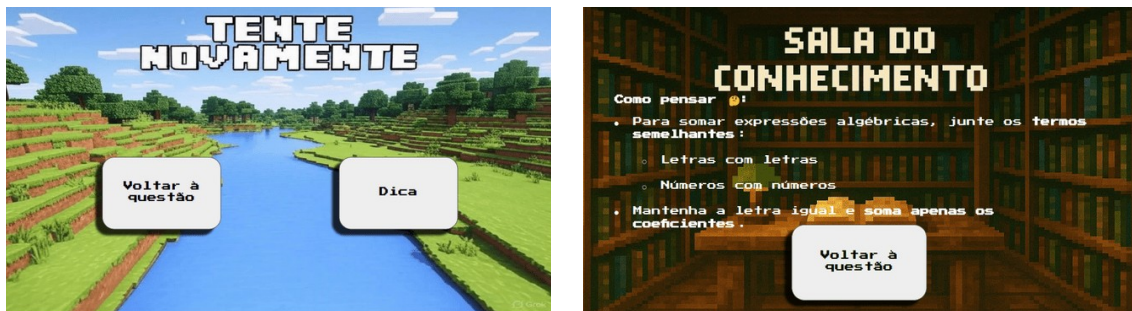 TENTE
NOVAMENTE
Voltar à
questão
Dica
SALA DO
CONHECIMENTO
Como pensar 🤔:
• Para somar expressões algébricas, junte os termos
semelhantes:
○ Letras com letras
○ Números com números
• Mantenha a letra igual e soma apenas os
coeficientes.
Voltar à
questão